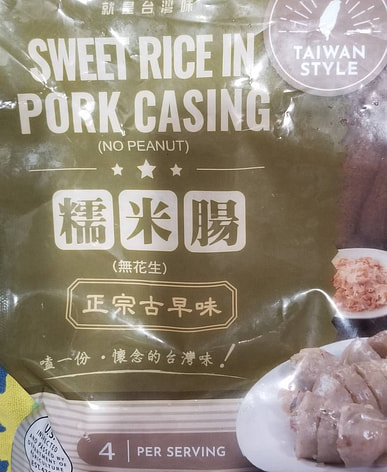 就是台灣味
TAIWAN
STYLE
SWEET RICE IN
PORK CASING
(NO PEANUT)
糯米腸
(無花生)
正宗古早味
嗑一份·懷念的台灣味!
4 | PER SERVING